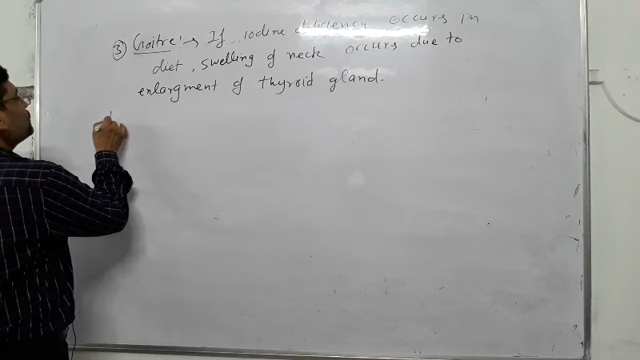 ③ Goitre :→ If iodine deficiency occurs in
diet, swelling of neck occurs due to
enlargment of thyroid gland.